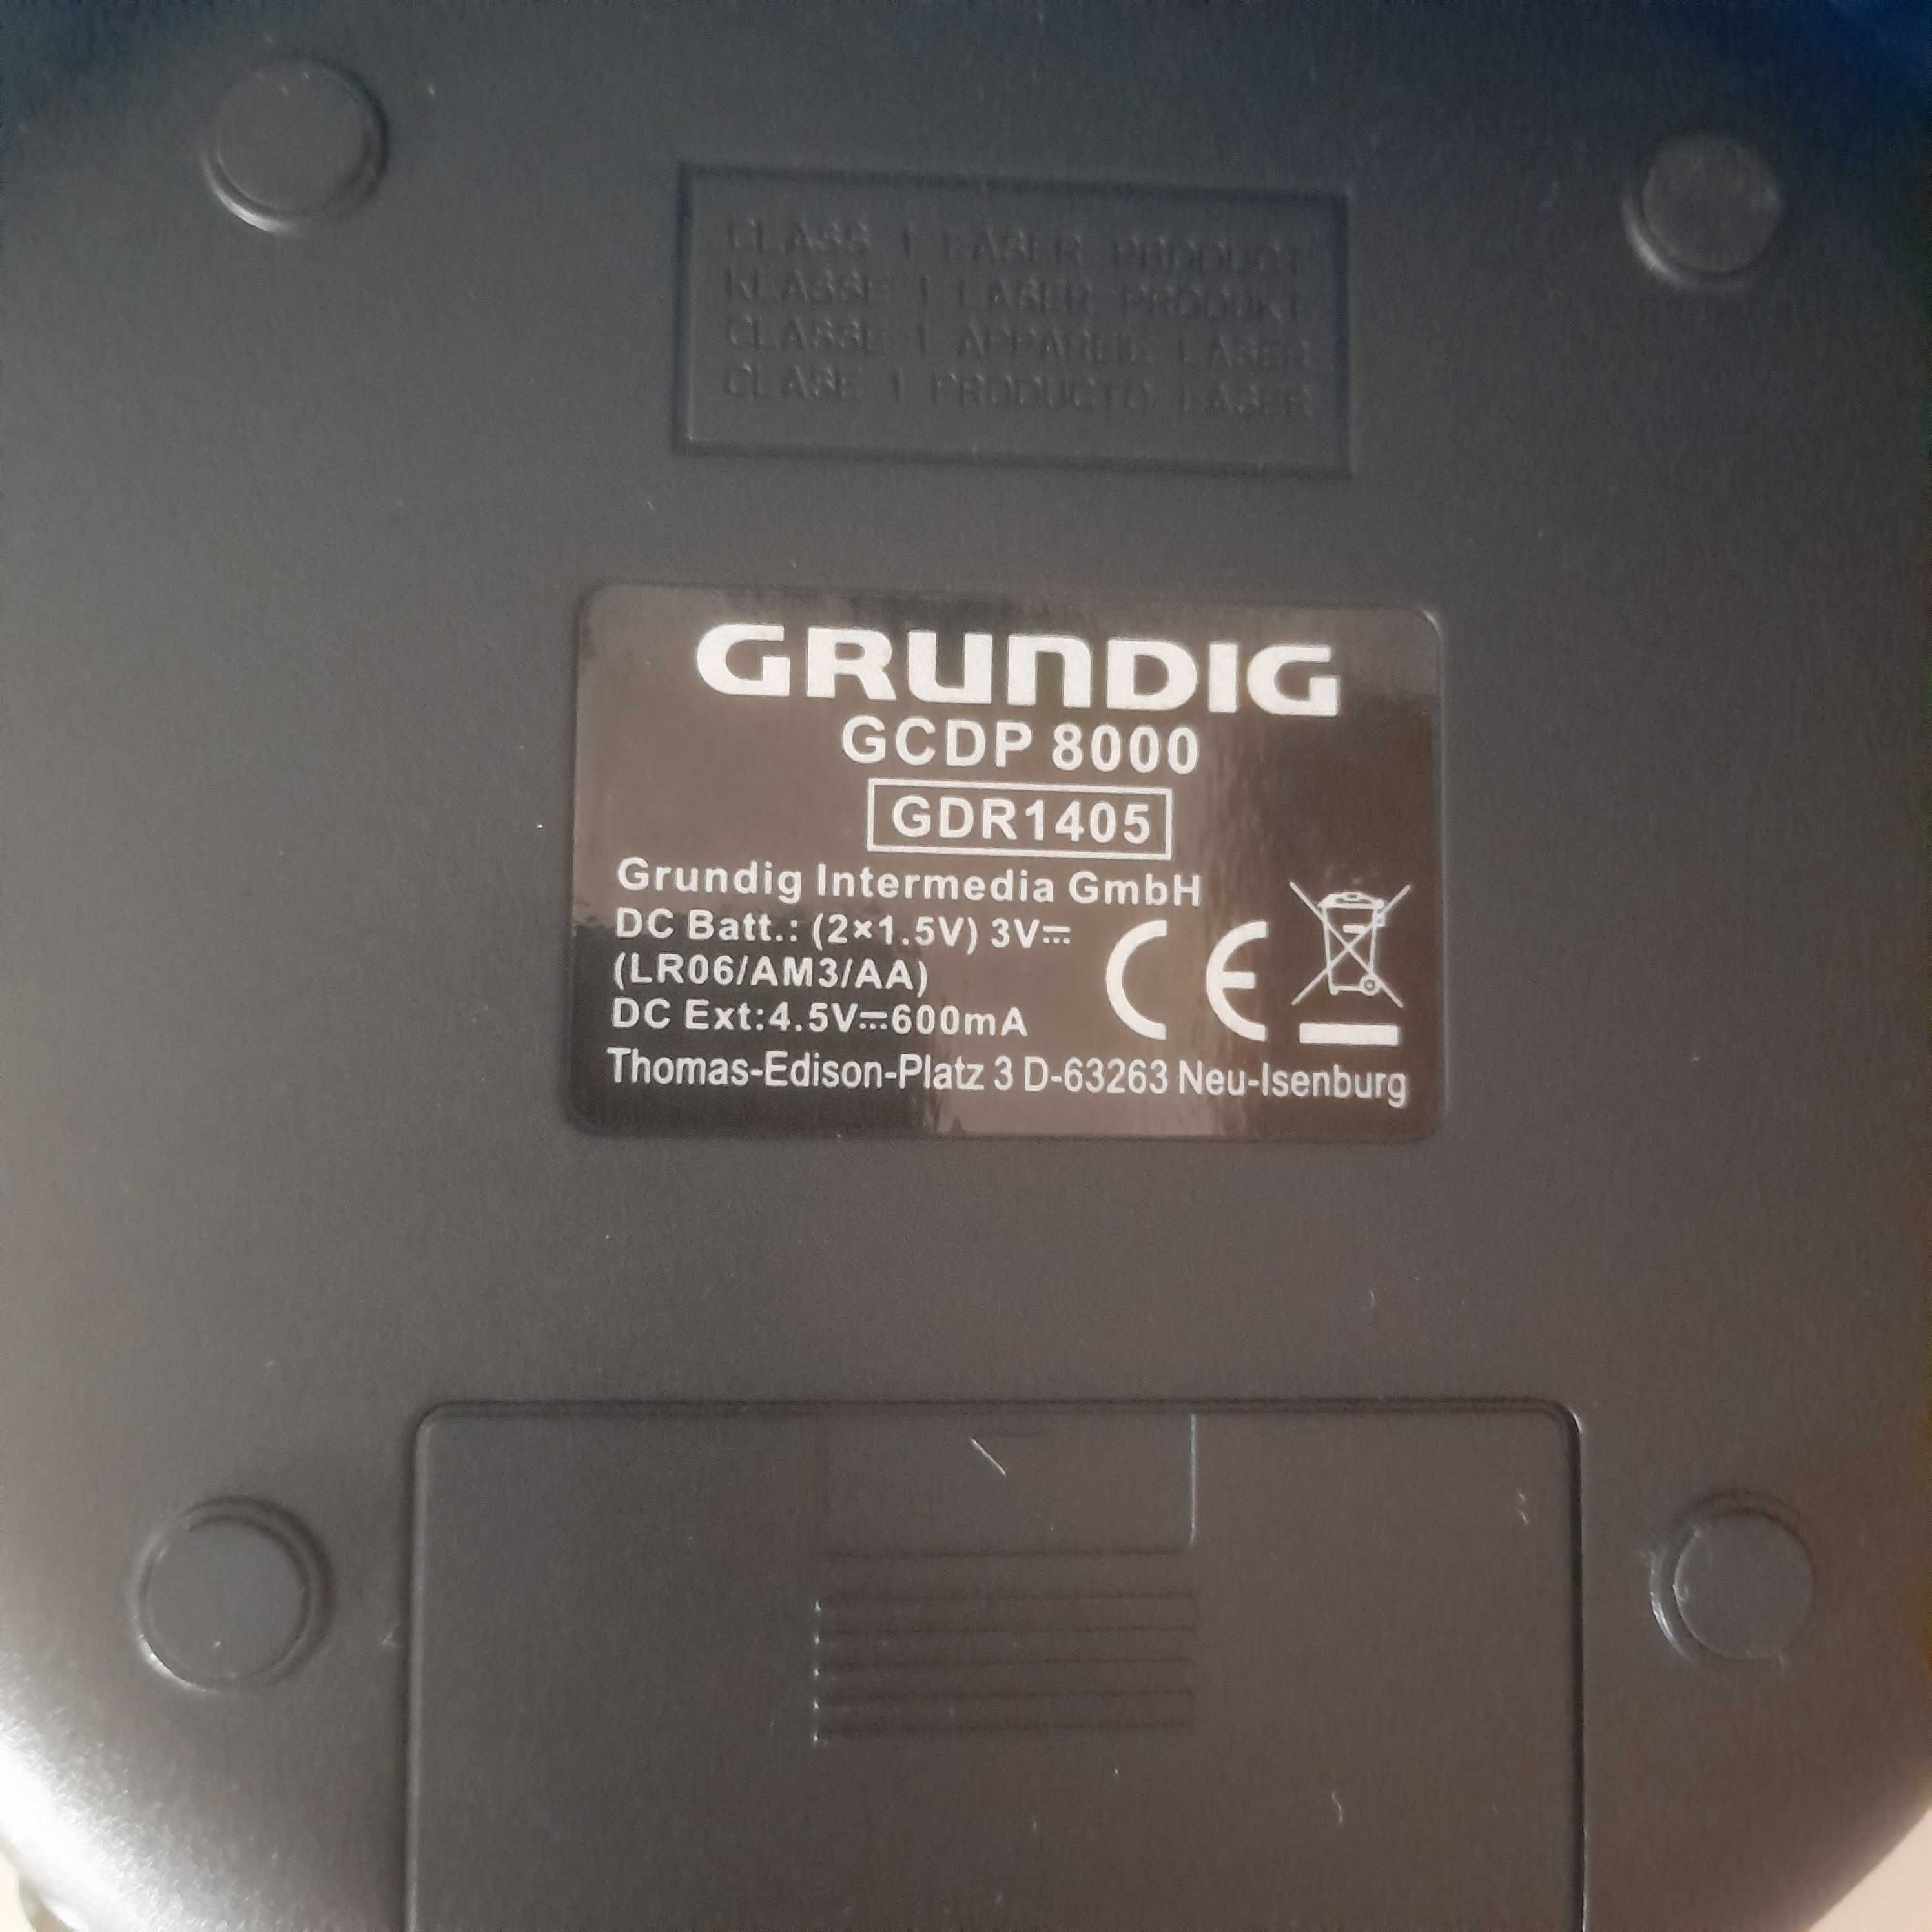 CLASS 1 LASER PRODUCT
KLASSE 1 LASER PRODUKT
CLASSE 1 APPAREIL LASER
CLASE 1 PRODUCTO LASER
GRUNDIG
GCDP 8000
GDR1405
Grundig Intermedia GmbH
DC Batt.: (2×1.5V) 3V⎓
(LR06/AM3/AA)
DC Ext:4.5V⎓600mA
CE
Thomas-Edison-Platz 3 D-63263 Neu-Isenburg